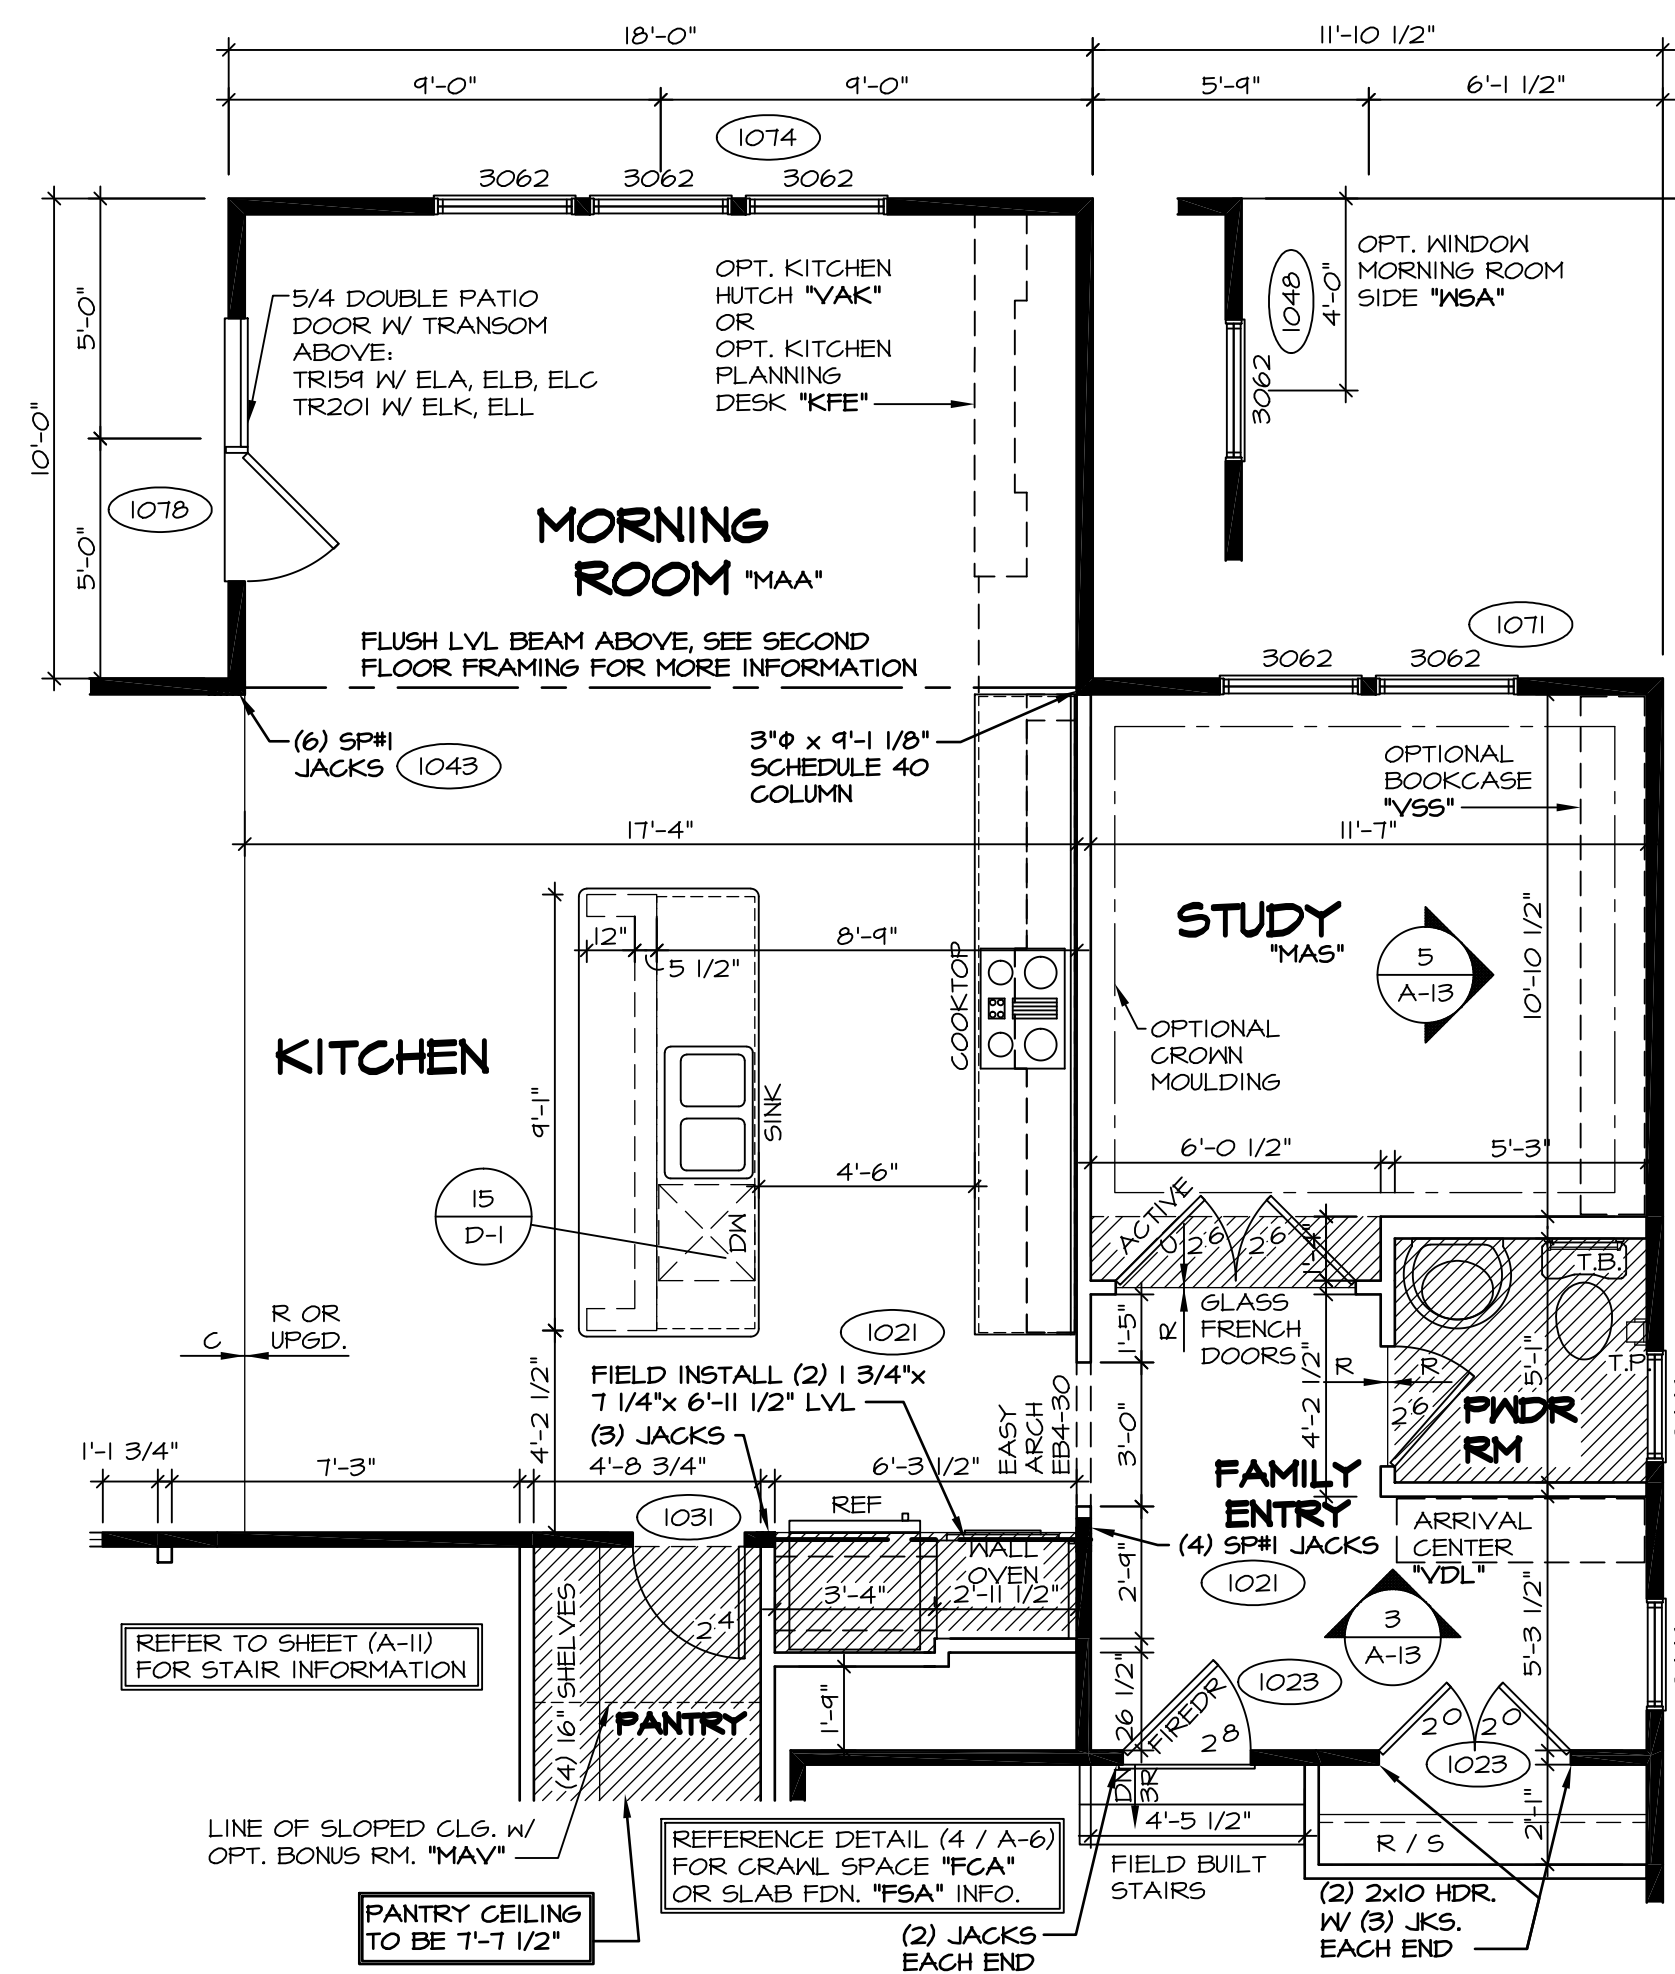 18'-0"
11'-10 1/2"
9'-0"
9'-0"
5'-9"
6'-1 1/2"
1074
3062
3062
3062
OPT. KITCHEN
HUTCH "VAK"
OR
OPT. KITCHEN
PLANNING
DESK "KFE"
5/4 DOUBLE PATIO
DOOR W/ TRANSOM
ABOVE:
TR159 W/ ELA, ELB, ELC
TR201 W/ ELK, ELL
5'-0"
10'-0"
5'-0"
1078
1048
4'-0"
3062
OPT. WINDOW
MORNING ROOM
SIDE "WSA"
MORNING
ROOM "MAA"
FLUSH LVL BEAM ABOVE, SEE SECOND
FLOOR FRAMING FOR MORE INFORMATION
1071
3062
3062
(6) SP#1
JACKS
1043
3"Φ x 9'-1 1/8"
SCHEDULE 40
COLUMN
OPTIONAL
BOOKCASE
"VSS"
17'-4"
11'-7"
12"
5 1/2"
8'-9"
COOKTOP
STUDY
"MAS"
5
A-13
10'-10 1/2"
OPTIONAL
CROWN
MOULDING
KITCHEN
9'-1"
SINK
4'-6"
6'-0 1/2"
5'-3"
15
D-1
DW
ACTIVE
C
26
26
1'-4"
T.B.
R OR
UPGD.
C
1021
GLASS
FRENCH
DOORS
R
1'-5"
R
R
26
5'-1"
T.P.
PWDR
RM
4'-2 1/2"
FIELD INSTALL (2) 1 3/4"x
7 1/4"x 6'-11 1/2" LVL
(3) JACKS
EASY
ARCH
EB4-30
3'-0"
4'-2 1/2"
1'-1 3/4"
7'-3"
4'-8 3/4"
6'-3 1/2"
FAMILY
ENTRY
1031
REF
WALL
OVEN
(4) SP#1 JACKS
1021
ARRIVAL
CENTER
"VDL"
3'-4"
2'-11 1/2"
2'-9"
3
A-13
5'-3 1/2"
REFER TO SHEET (A-11)
FOR STAIR INFORMATION
(4) 16" SHELVES
24
PANTRY
1'-9"
26 1/2"
FIREDR
28
1023
20
20
1023
DN
3R
4'-5 1/2"
2'-1"
R / S
LINE OF SLOPED CLG. W/
OPT. BONUS RM. "MAV"
REFERENCE DETAIL (4 / A-6)
FOR CRAWL SPACE "FCA"
OR SLAB FDN. "FSA" INFO.
FIELD BUILT
STAIRS
PANTRY CEILING
TO BE 7'-7 1/2"
(2) JACKS
EACH END
(2) 2x10 HDR.
W/ (3) JKS.
EACH END